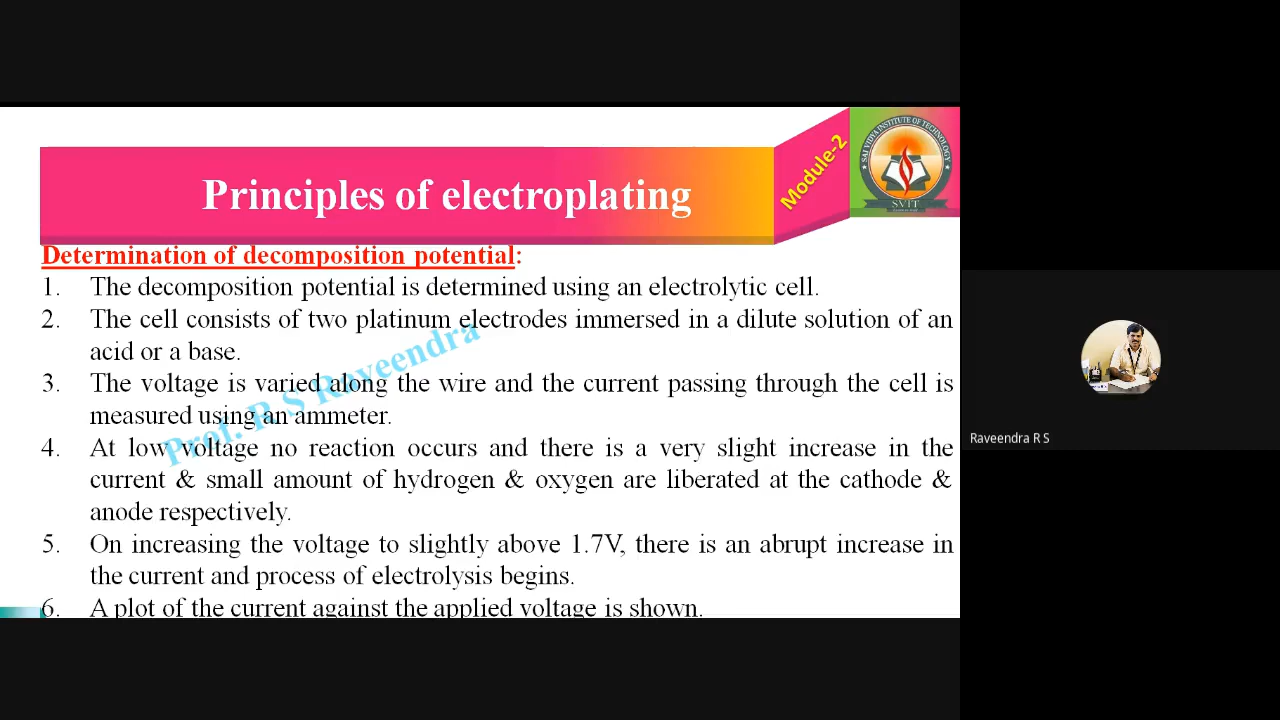 Module-2
SAI VIDYA INSTITUTE OF TECHNOLOGY
SVIT
Principles of electroplating
Determination of decomposition potential:
1. The decomposition potential is determined using an electrolytic cell.
2. The cell consists of two platinum electrodes immersed in a dilute solution of an
acid or a base.
3. The voltage is varied along the wire and the current passing through the cell is
measured using an ammeter.
4. At low voltage no reaction occurs and there is a very slight increase in the
current & small amount of hydrogen & oxygen are liberated at the cathode &
anode respectively.
5. On increasing the voltage to slightly above 1.7V, there is an abrupt increase in
the current and process of electrolysis begins.
6. A plot of the current against the applied voltage is shown.
Prof. R S Raveendra
Raveendra R S